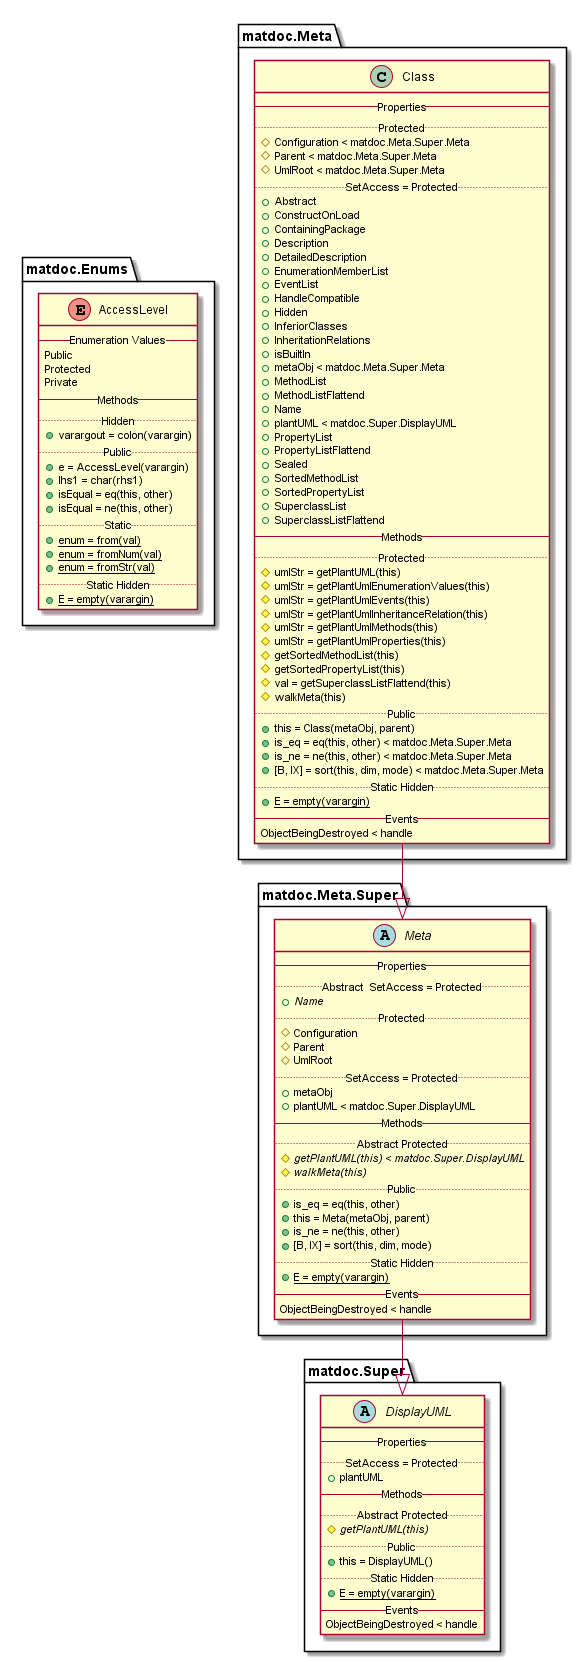 matdoc.Enums
E AccessLevel
Enumeration Values
Public
Protected
Private
Methods
Hidden
varargout = colon(varargin)
Public
e = AccessLevel(varargin)
lhs1 = char(rhs1)
isEqual = eq(this, other)
isEqual = ne(this, other)
Static
enum = from(val)
enum = fromNum(val)
enum = fromStr(val)
Static Hidden
E = empty(varargin)
matdoc.Meta
C Class
Properties
Protected
Configuration < matdoc.Meta.Super.Meta
Parent < matdoc.Meta.Super.Meta
UmlRoot < matdoc.Meta.Super.Meta
SetAccess = Protected
Abstract
ConstructOnLoad
ContainingPackage
Description
DetailedDescription
EnumerationMemberList
EventList
HandleCompatible
Hidden
InferiorClasses
InheritationRelations
isBuiltIn
metaObj < matdoc.Meta.Super.Meta
MethodList
MethodListFlattend
Name
plantUML < matdoc.Super.DisplayUML
PropertyList
PropertyListFlattend
Sealed
SortedMethodList
SortedPropertyList
SuperclassList
SuperclassListFlattend
Methods
Protected
umlStr = getPlantUML(this)
umlStr = getPlantUmlEnumerationValues(this)
umlStr = getPlantUmlEvents(this)
umlStr = getPlantUmlInheritanceRelation(this)
umlStr = getPlantUmlMethods(this)
umlStr = getPlantUmlProperties(this)
getSortedMethodList(this)
getSortedPropertyList(this)
val = getSuperclassListFlattend(this)
walkMeta(this)
Public
this = Class(metaObj, parent)
is_eq = eq(this, other) < matdoc.Meta.Super.Meta
is_ne = ne(this, other) < matdoc.Meta.Super.Meta
[B, IX] = sort(this, dim, mode) < matdoc.Meta.Super.Meta
Static Hidden
E = empty(varargin)
Events
ObjectBeingDestroyed < handle
matdoc.Meta.Super
A Meta
Properties
Abstract SetAccess = Protected
Name
Protected
Configuration
Parent
UmlRoot
SetAccess = Protected
metaObj
plantUML < matdoc.Super.DisplayUML
Methods
Abstract Protected
getPlantUML(this) < matdoc.Super.DisplayUML
walkMeta(this)
Public
is_eq = eq(this, other)
this = Meta(metaObj, parent)
is_ne = ne(this, other)
[B, IX] = sort(this, dim, mode)
Static Hidden
E = empty(varargin)
Events
ObjectBeingDestroyed < handle
matdoc.Super
A DisplayUML
Properties
SetAccess = Protected
plantUML
Methods
Abstract Protected
getPlantUML(this)
Public
this = DisplayUML()
Static Hidden
E = empty(varargin)
Events
ObjectBeingDestroyed < handle